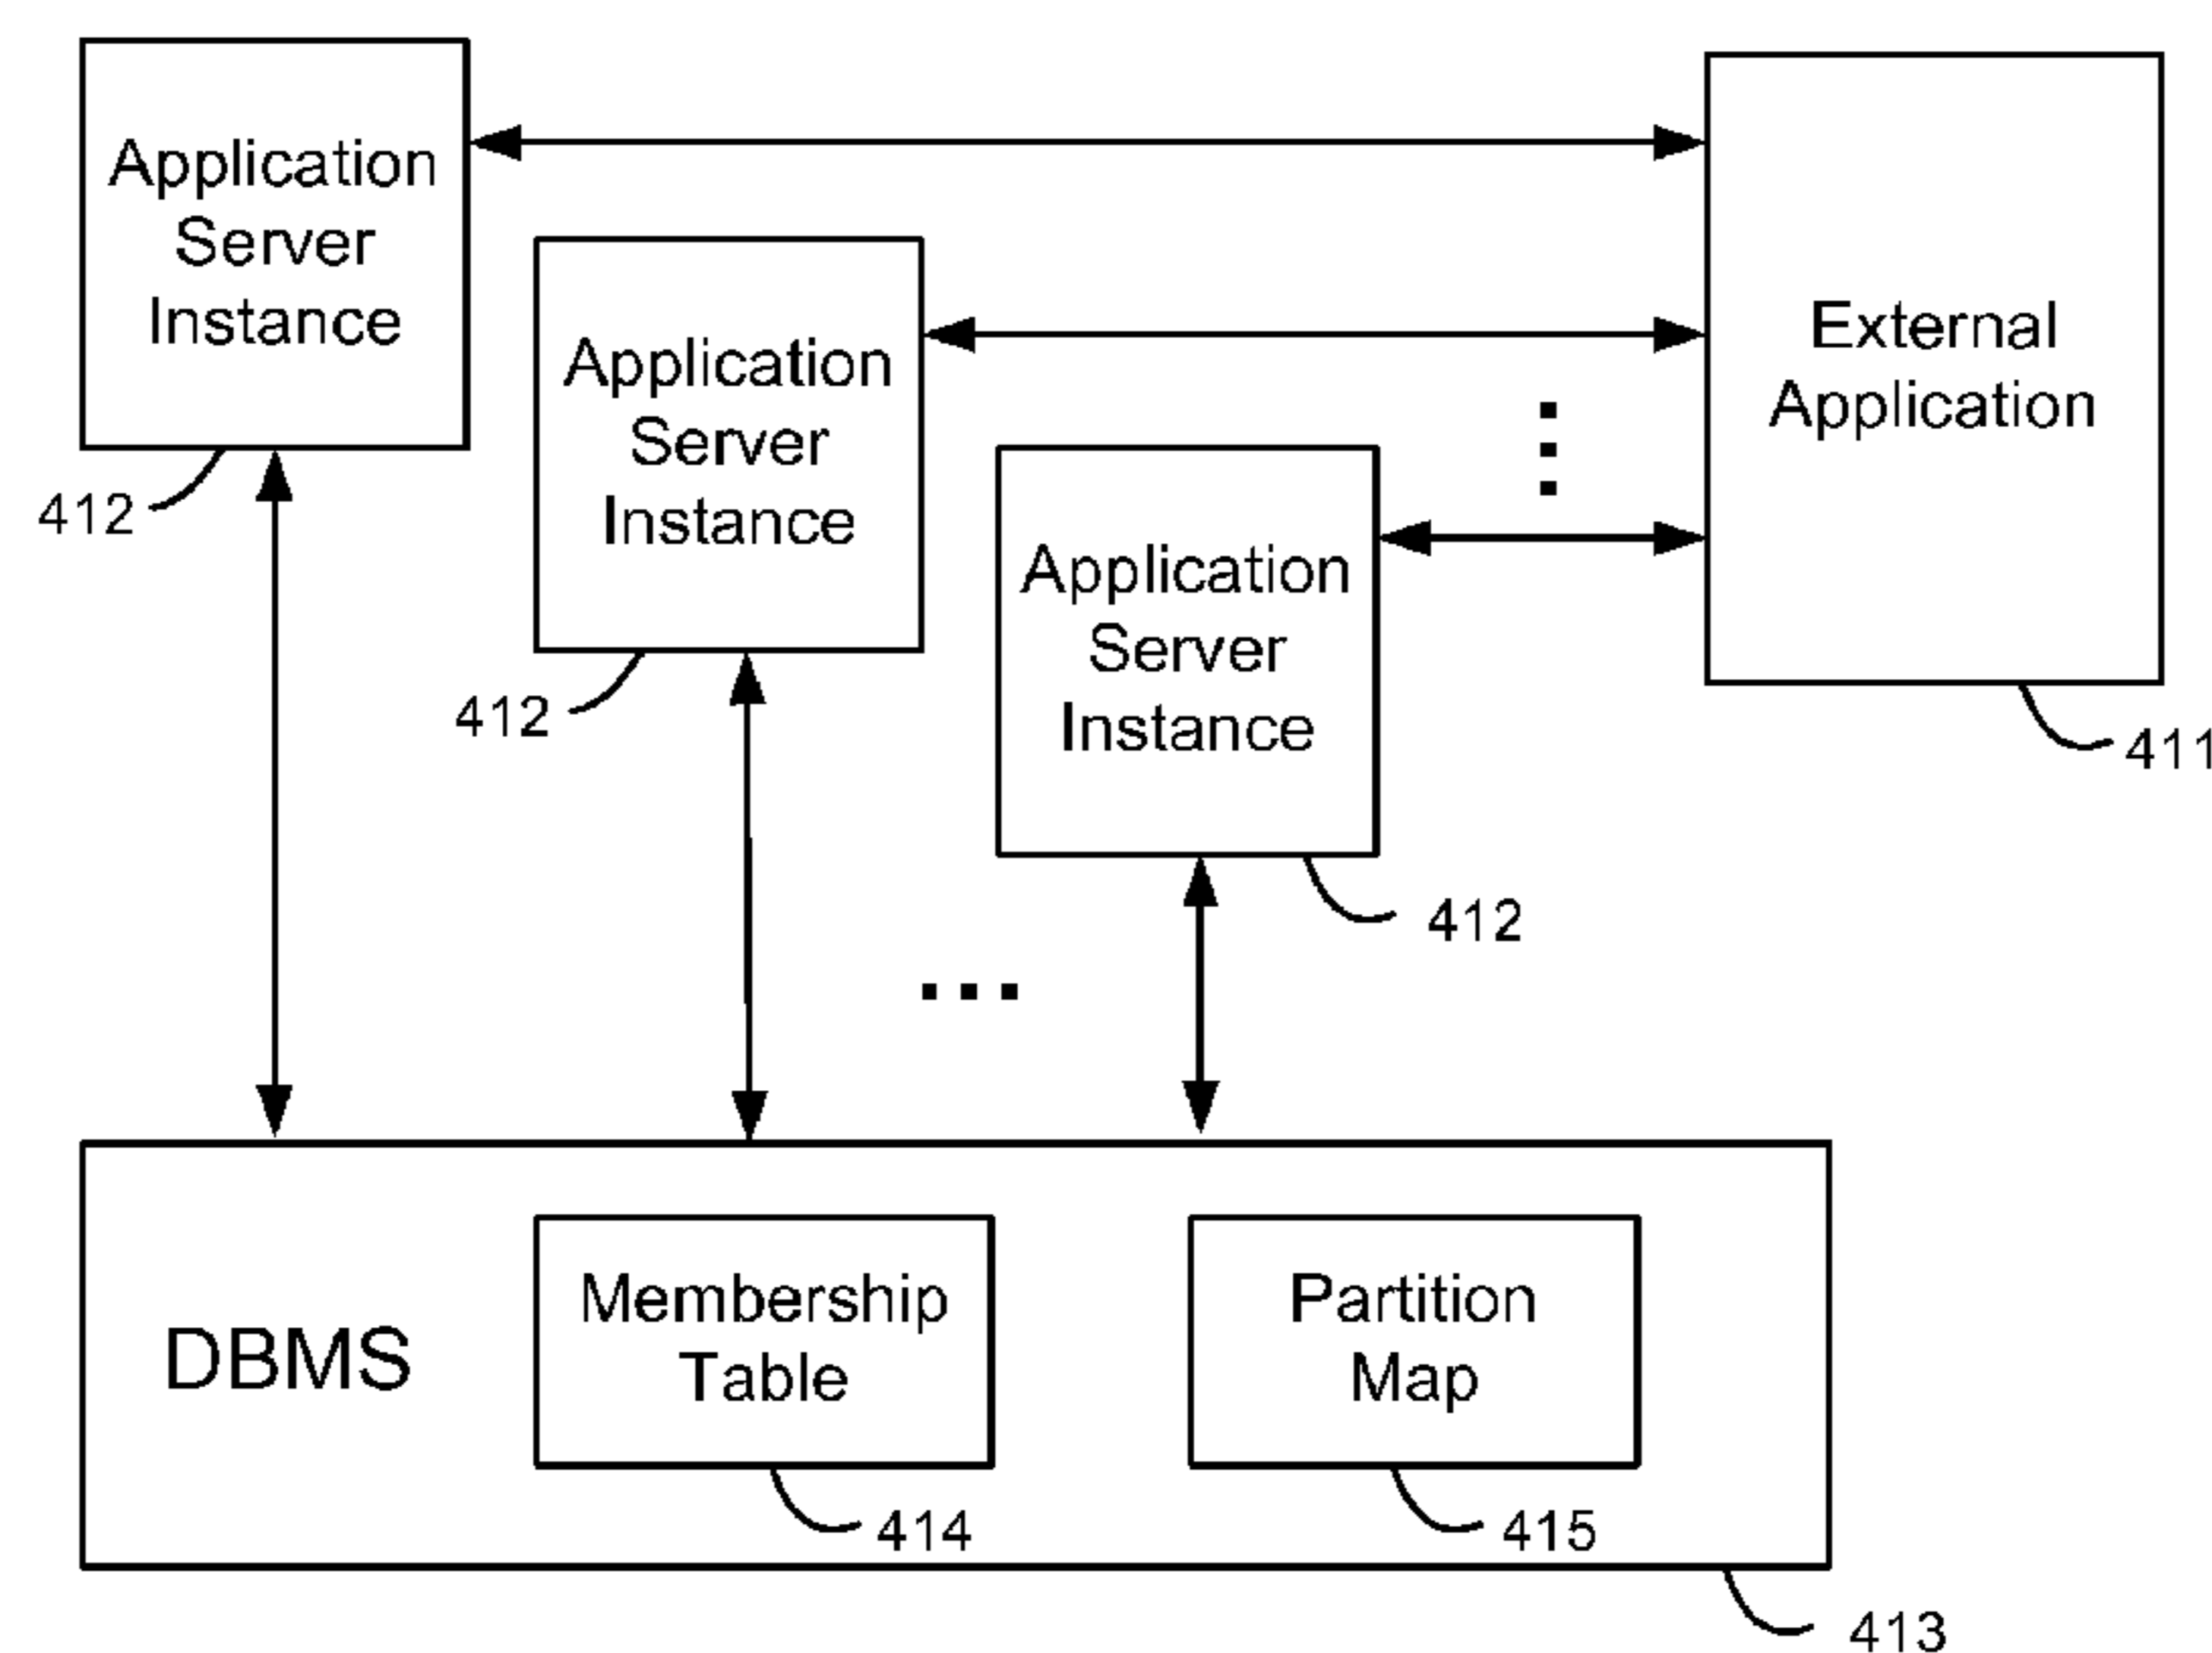 Application
Server
Instance
412
Application
Server
Instance
412
Application
Server
Instance
412
External
Application
411
DBMS
Membership
Table
414
Partition
Map
415
413